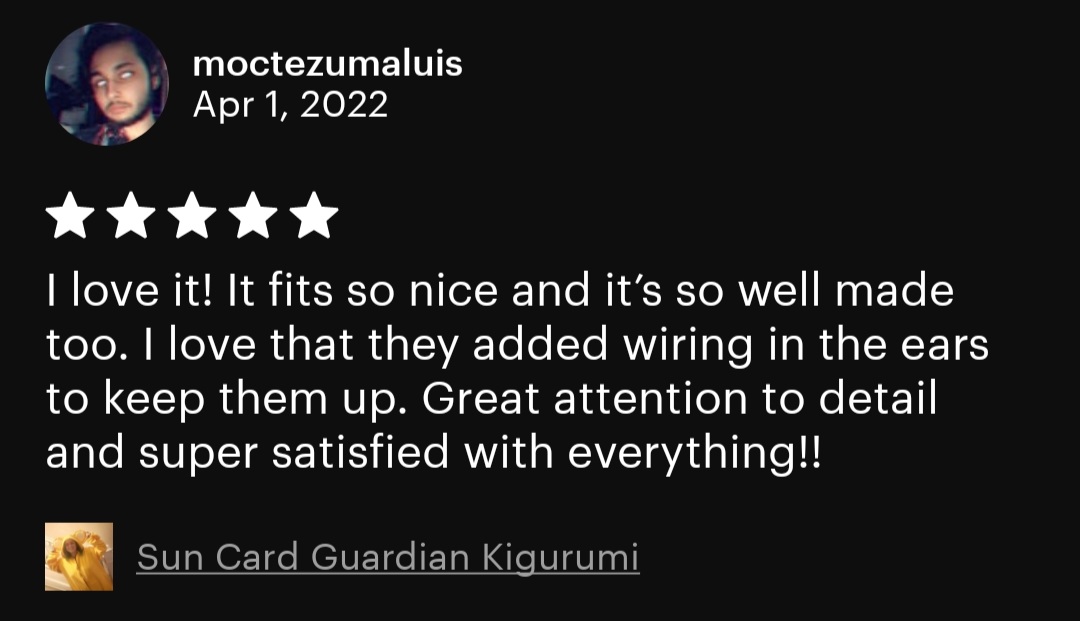 moctezumaluis
Apr 1, 2022
I love it! It fits so nice and it’s so well made
too. I love that they added wiring in the ears
to keep them up. Great attention to detail
and super satisfied with everything!!
Sun Card Guardian Kigurumi